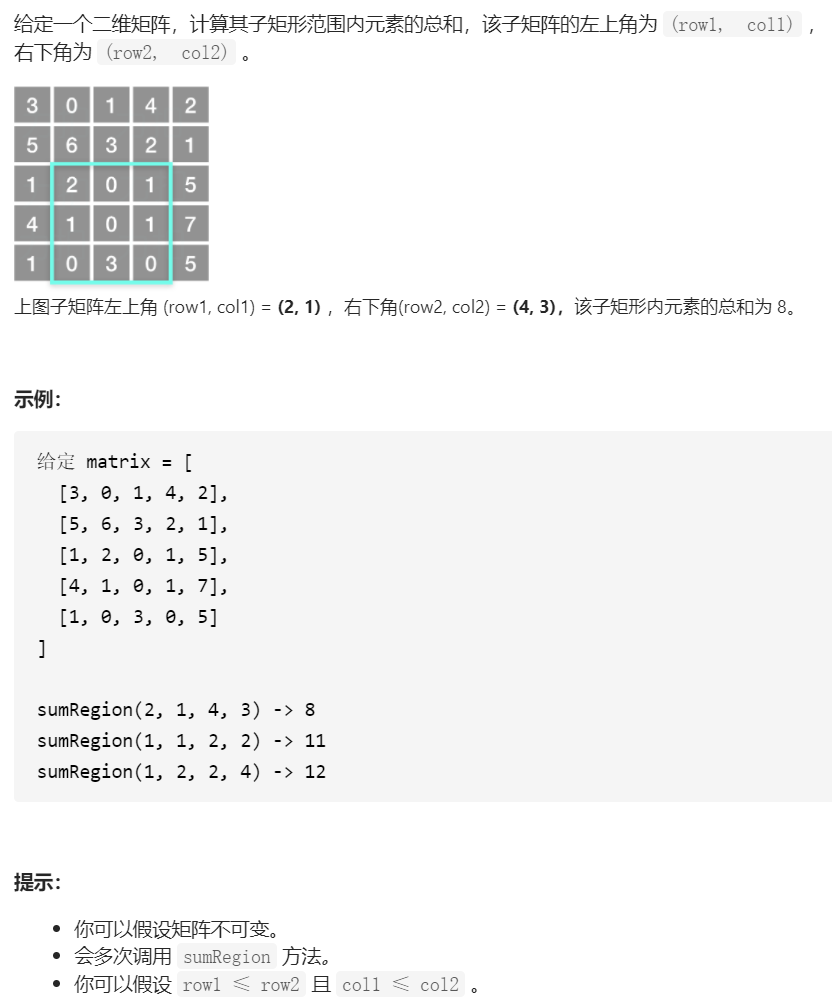 给定一个二维矩阵，计算其子矩形范围内元素的总和，该子矩阵的左上角为 (row1, col1) ，
右下角为 (row2, col2) 。
3 0 1 4 2
5 6 3 2 1
1 2 0 1 5
4 1 0 1 7
1 0 3 0 5
上图子矩阵左上角 (row1, col1) = (2, 1) ，右下角(row2, col2) = (4, 3)，该子矩形内元素的总和为 8。
示例:
给定 matrix = [
[3, 0, 1, 4, 2],
[5, 6, 3, 2, 1],
[1, 2, 0, 1, 5],
[4, 1, 0, 1, 7],
[1, 0, 3, 0, 5]
]
sumRegion(2, 1, 4, 3) -> 8
sumRegion(1, 1, 2, 2) -> 11
sumRegion(1, 2, 2, 4) -> 12
提示：
• 你可以假设矩阵不可变。
• 会多次调用 sumRegion 方法。
• 你可以假设 row1 ≤ row2 且 col1 ≤ col2 。